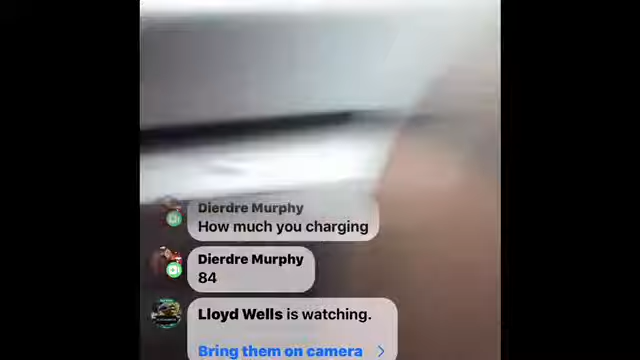 Dierdre Murphy
How much you charging
Dierdre Murphy
84
Lloyd Wells is watching.
Bring them on camera